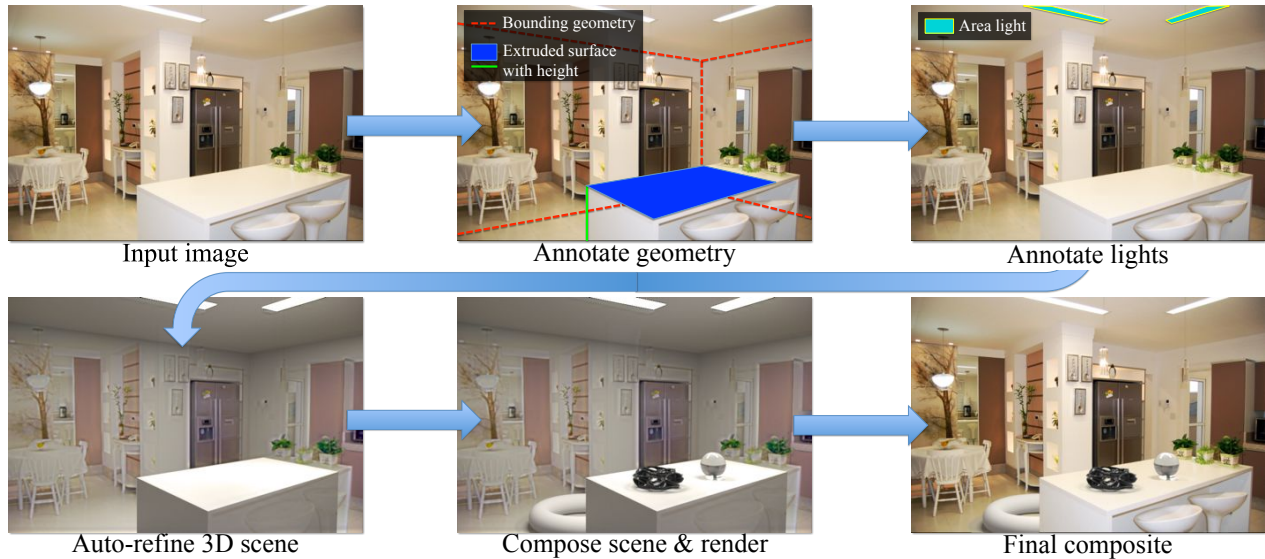 Bounding geometry
Extruded surface
with height
Area light
Input image
Annotate geometry
Annotate lights
Auto-refine 3D scene
Compose scene & render
Final composite